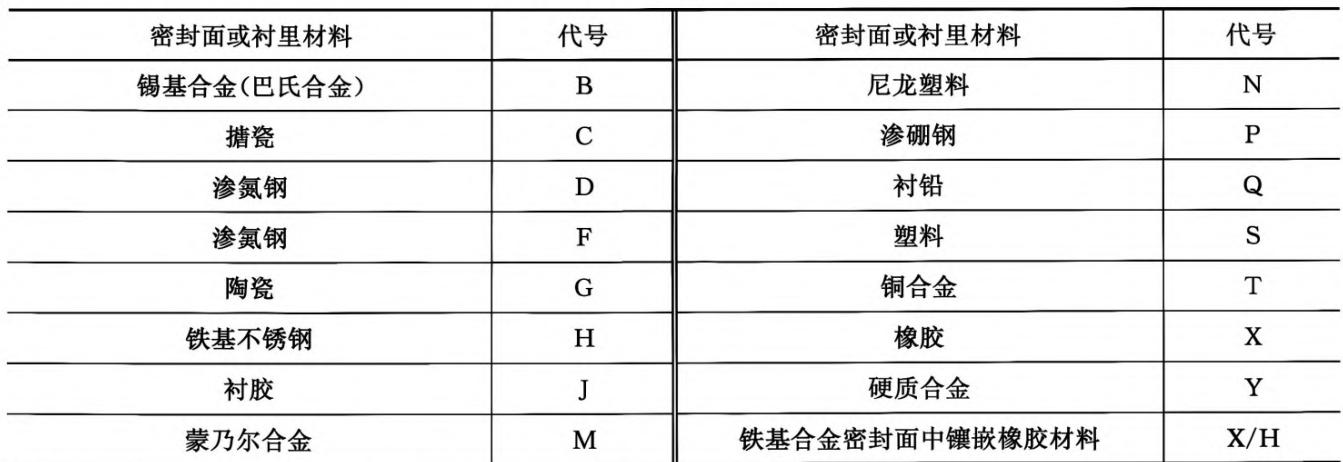 密封面或衬里材料 代号 密封面或衬里材料 代号
锡基合金(巴氏合金) B 尼龙塑料 N
搪瓷 C 渗硼钢 P
渗氮钢 D 衬铅 Q
渗氟钢 F 塑料 S
陶瓷 G 铜合金 T
铁基不锈钢 H 橡胶 X
衬胶 J 硬质合金 Y
蒙乃尔合金 M 铁基合金密封面中镶嵌橡胶材料 X/H